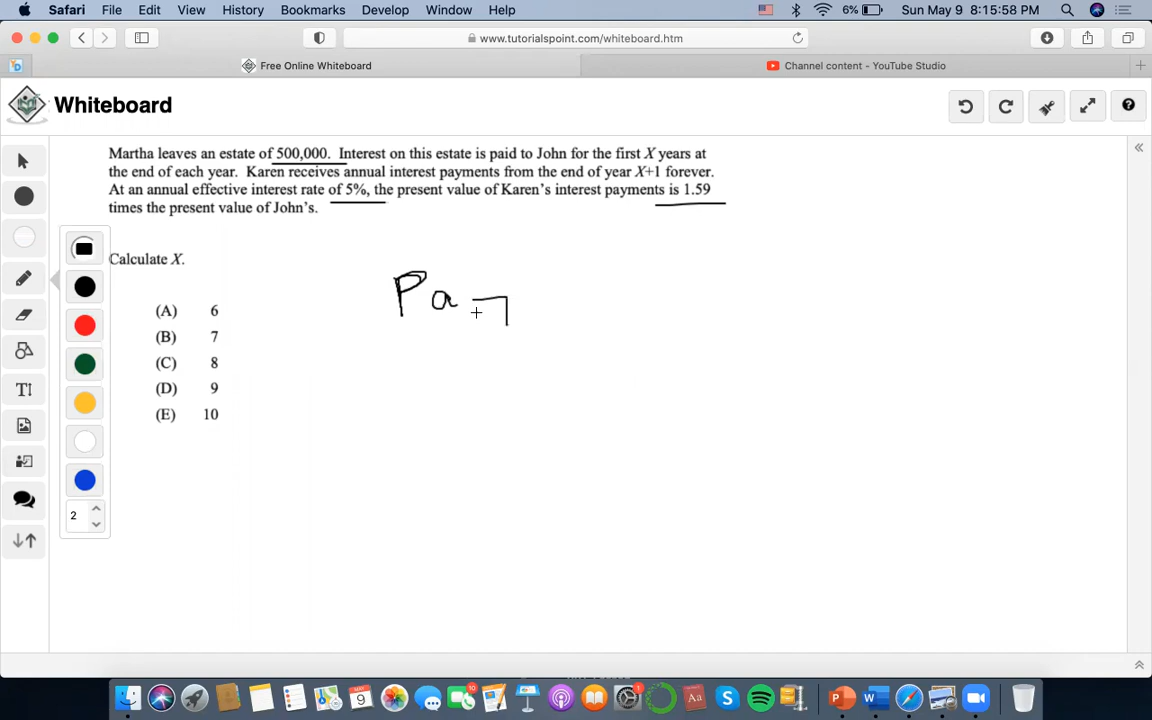 Safari File Edit View History Bookmarks Develop Window Help 6% Sun May 9 8:15:58 PM
www.tutorialspoint.com/whiteboard.htm
Free Online Whiteboard Channel content - YouTube Studio
Whiteboard
Martha leaves an estate of 500,000. Interest on this estate is paid to John for the first X years at
the end of each year. Karen receives annual interest payments from the end of year X+1 forever.
At an annual effective interest rate of 5%, the present value of Karen's interest payments is 1.59
times the present value of John's.
Calculate X.
(A) 6
(B) 7
(C) 8
(D) 9
(E) 10
Pa
T
2
10
MAY
9
1
Aa